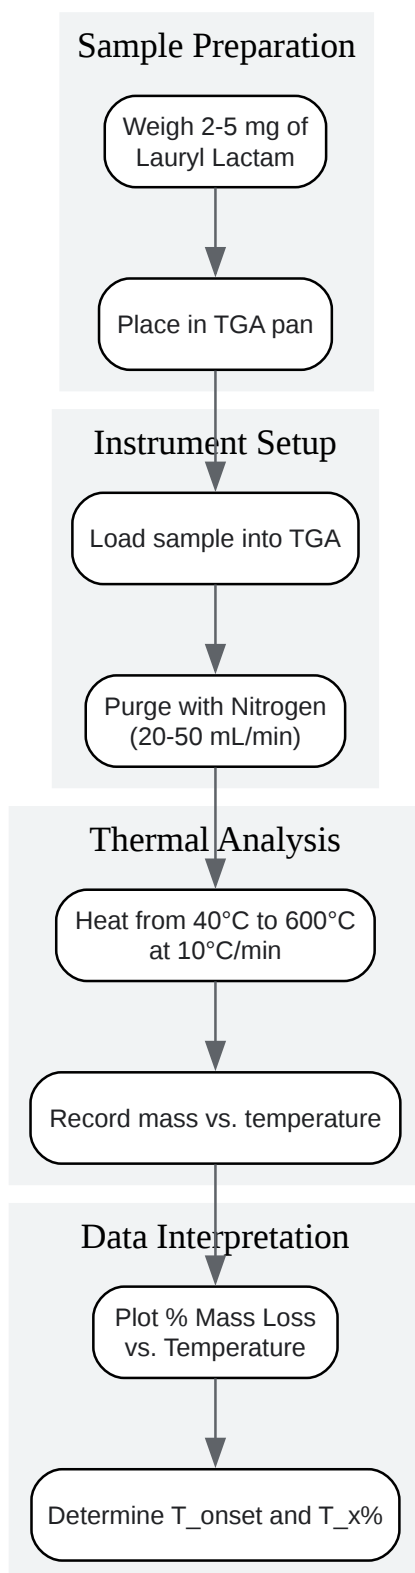 Sample Preparation
Weigh 2-5 mg of
Lauryl Lactam
Place in TGA pan
Instrument Setup
Load sample into TGA
Purge with Nitrogen
(20-50 mL/min)
Thermal Analysis
Heat from 40°C to 600°C
at 10°C/min
Record mass vs. temperature
Data Interpretation
Plot % Mass Loss
vs. Temperature
Determine T_onset and T_x%